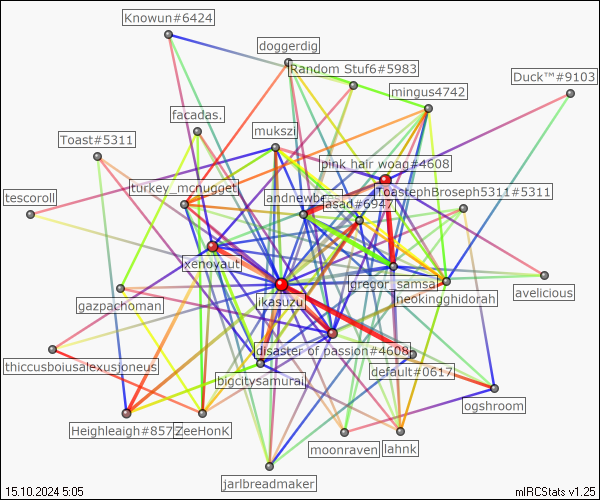 Knowun#6424
doggerdig
Random Stuf6#5983
Duck™#9103
mingus4742
facadas.
mukszi
Toast#5311
pink hair woag#4608
turkey_mcnugget
ToastephBroseph5311#5311
tescoroll
asad#6947
xenovaut
gregor_samsa
avelicious
gazpachoman
ikasuzu
neokingghidorah
disaster of passion#4608
thiccusboiusalexusjoneus
default#0617
bigcitysamurai
ogshroom
Heighleaigh#857
ZeeHonK
moonraven
lahnk
jarlbreadmaker
15.10.2024 5:05
mIRCStats v1.25